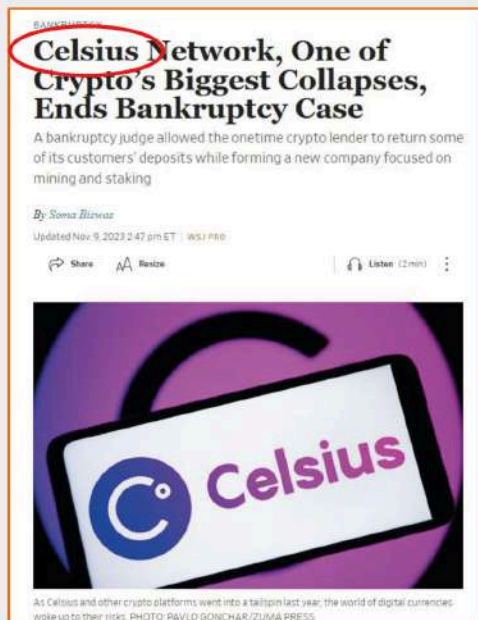 BANKRUPTCY
Celsius Network, One of
Crypto's Biggest Collapses,
Ends Bankruptcy Case
A bankruptcy judge allowed the onetime crypto lender to return some
of its customers' deposits while forming a new company focused on
mining and staking
By Soma Biswas
Updated Nov. 9, 2023 2:47 pm ET | WSJ PRO
Share AA Resize Listen (2 min)
Celsius
As Celsius and other crypto platforms went into a tailspin last year, the world of digital currencies
woke up to their risks. PHOTO: PAVLO GONCHAR/ZUMA PRESS